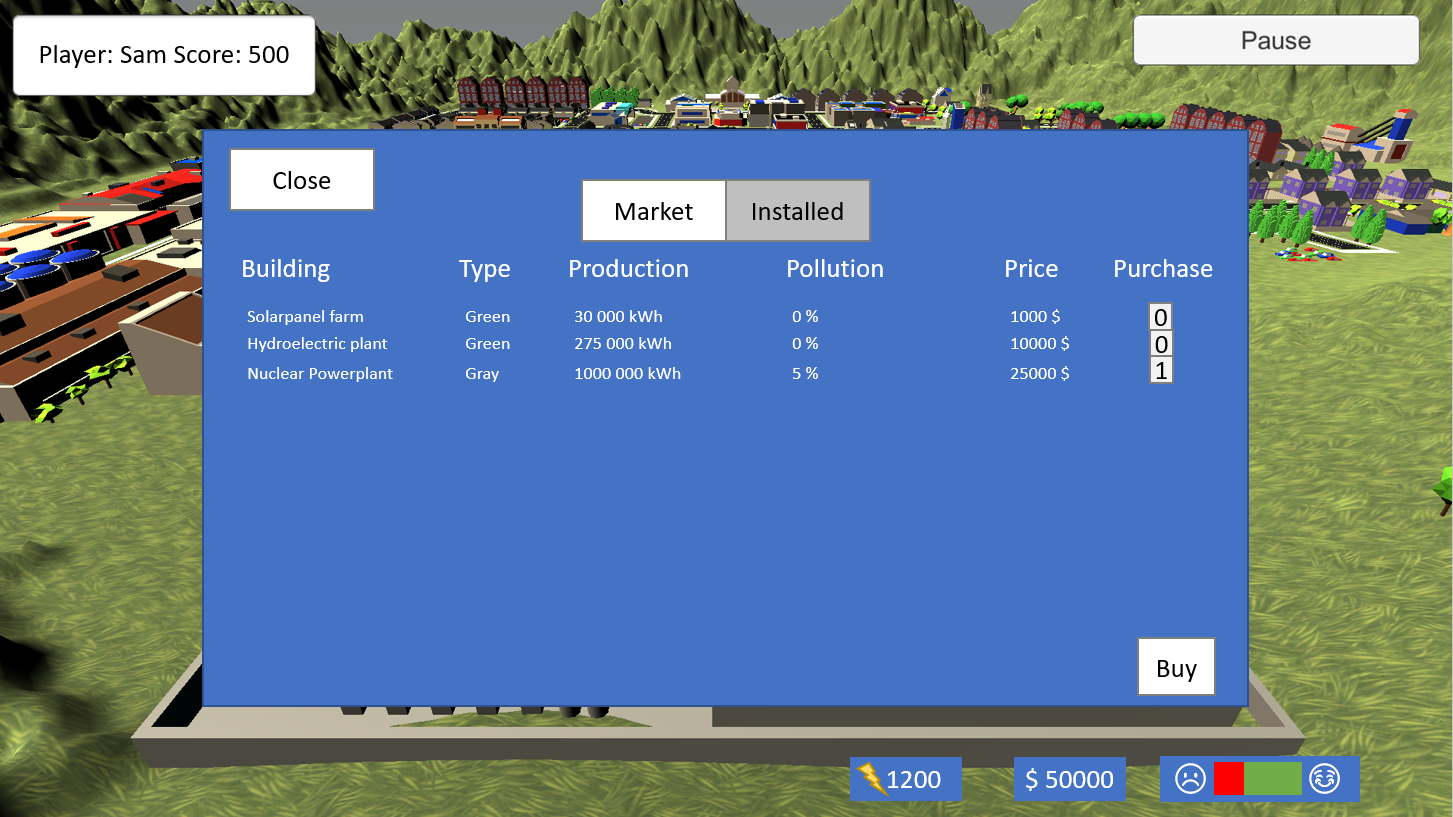 Player: Sam Score: 500
Pause
Close
Market Installed
Building Type Production Pollution Price Purchase
Solarpanel farm Green 30 000 kWh 0 % 1000 $ 0
Hydroelectric plant Green 275 000 kWh 0 % 10000 $ 0
Nuclear Powerplant Gray 1000 000 kWh 5 % 25000 $ 1
Buy
1200 $ 50000